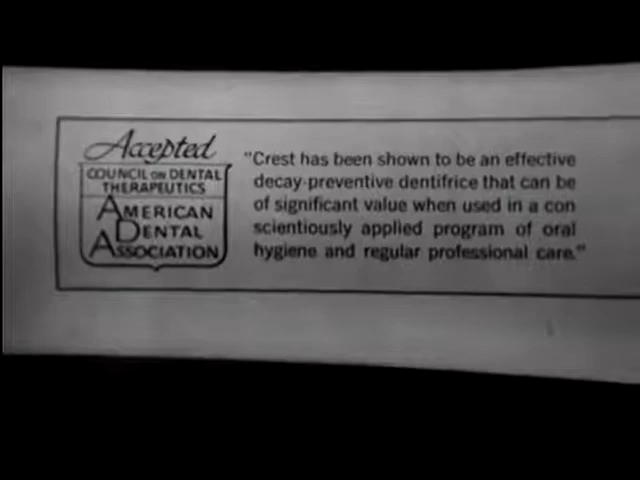 Accepted
COUNCIL ON DENTAL
THERAPEUTICS
AMERICAN
DENTAL
ASSOCIATION
"Crest has been shown to be an effective
decay-preventive dentifrice that can be
of significant value when used in a con
scientiously applied program of oral
hygiene and regular professional care."